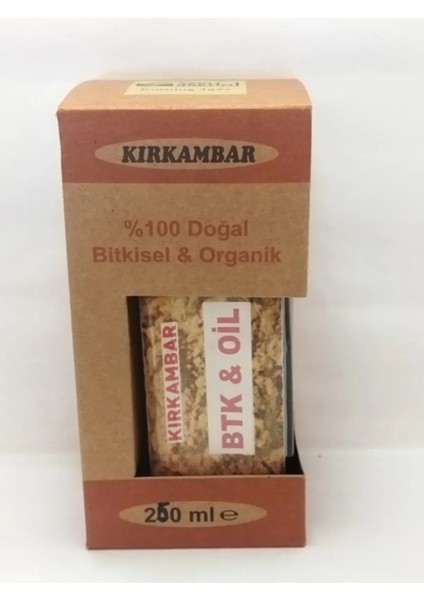 KIRKAMBAR
%100 Doğal
Bitkisel & Organik
KIRKAMBAR
BTK & OİL
250 ml e